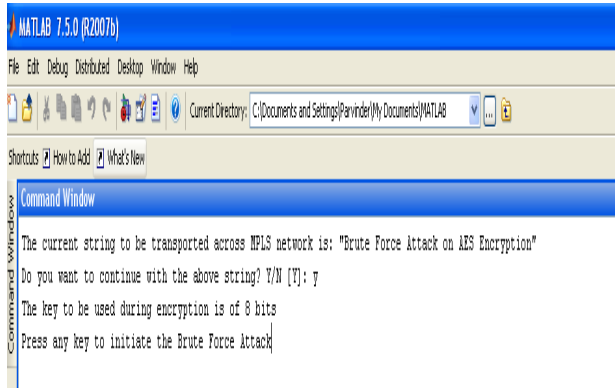 MATLAB 7.5.0 (R2007b)
File Edit Debug Distributed Desktop Window Help
Current Directory: C:\Documents and Settings\Parvinder\My Documents\MATLAB
Shortcuts How to Add What's New
Command Window
Command Window
The current string to be transported across MPLS network is: "Brute Force Attack on AES Encryption"
Do you want to continue with the above string? Y/N [Y]: y
The key to be used during encryption is of 8 bits
Press any key to initiate the Brute Force Attack